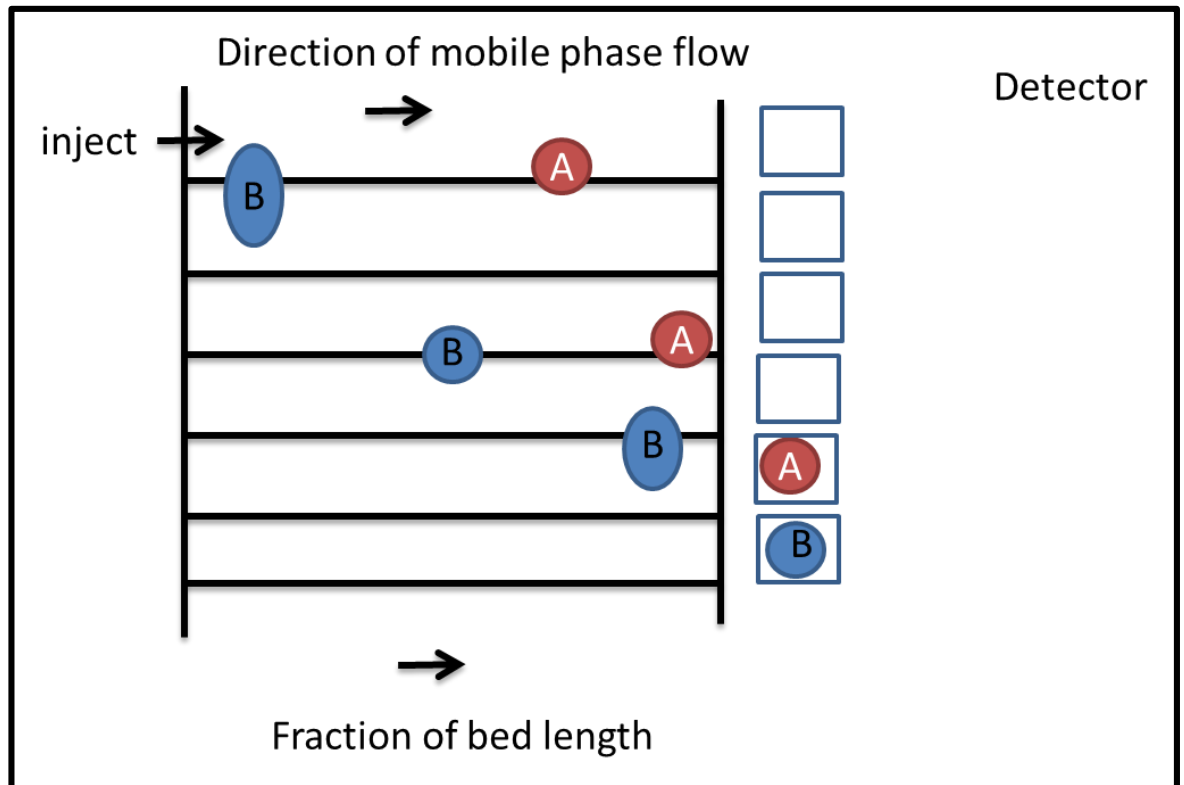 Direction of mobile phase flow
Detector
inject
B
A
B
A
B
A
B
Fraction of bed length